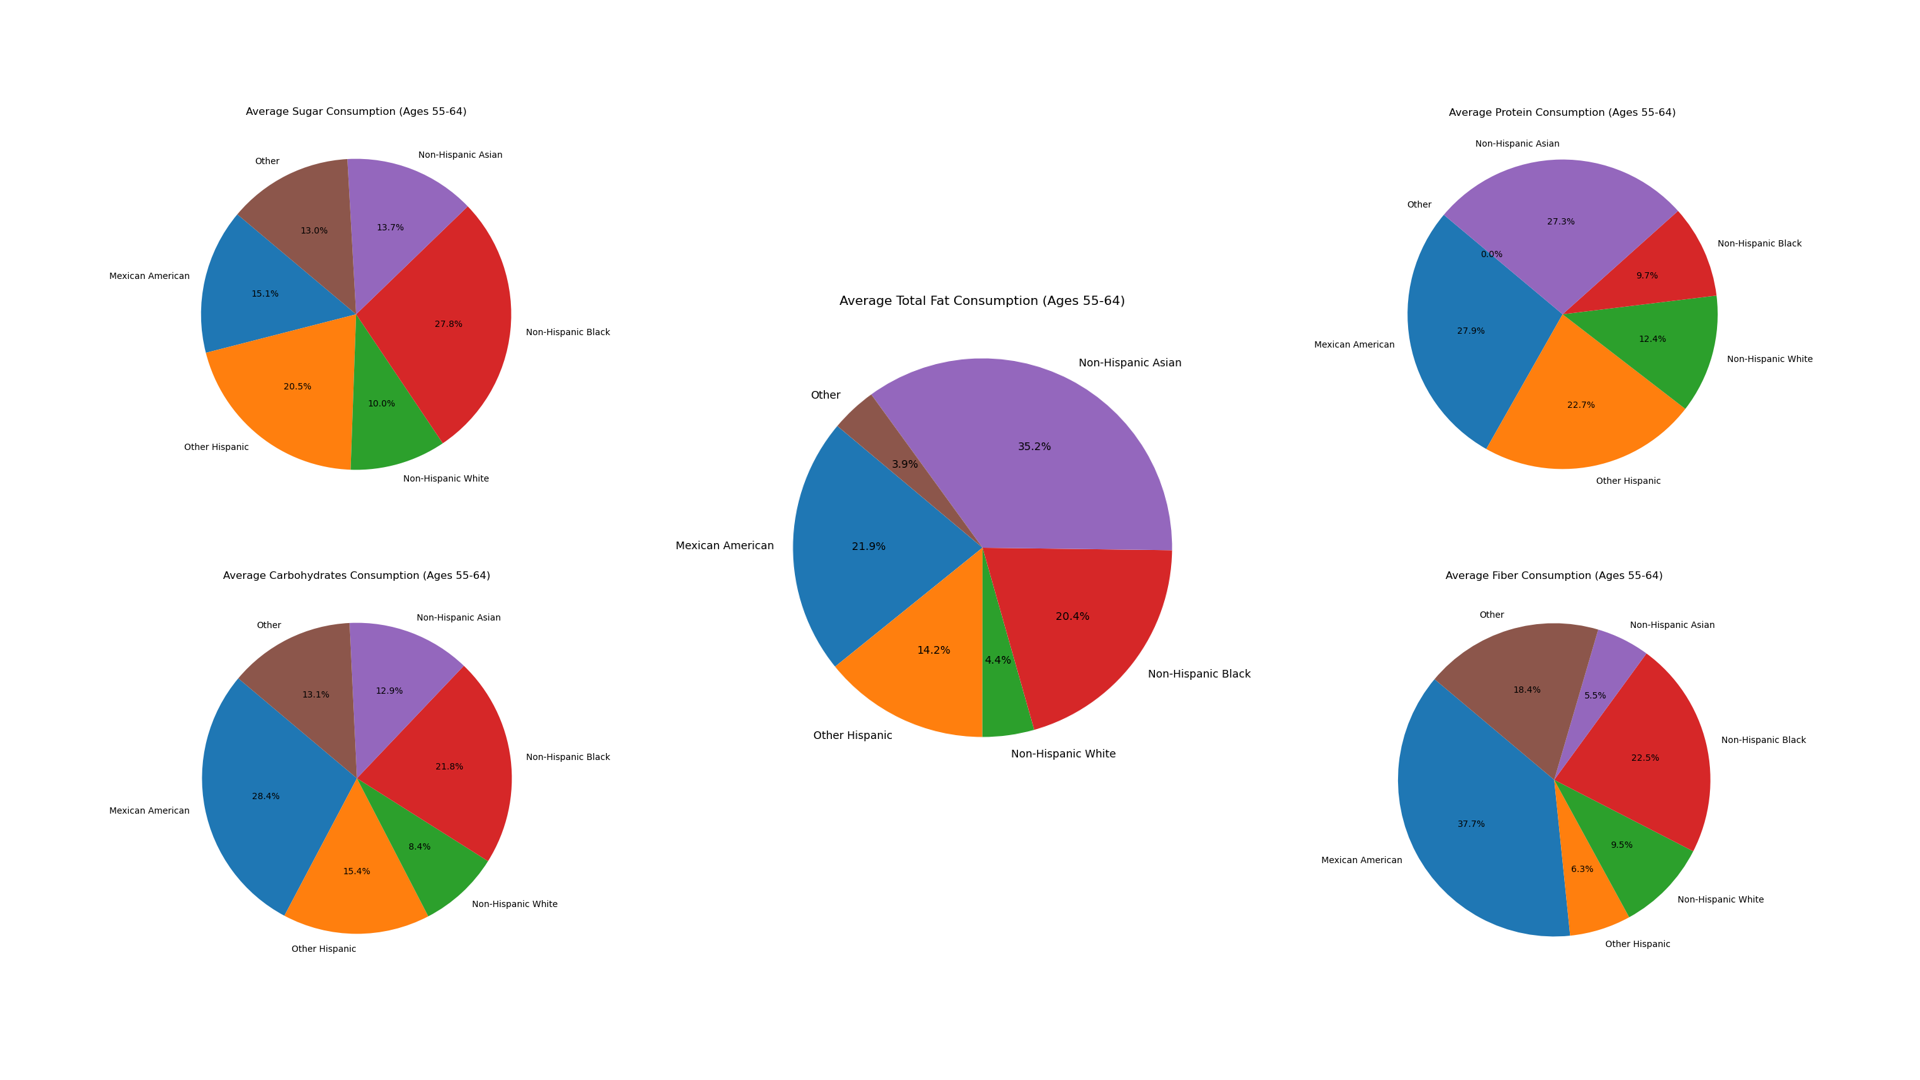 Average Sugar Consumption (Ages 55-64)
Other
Non-Hispanic Asian
13.0%
13.7%
Mexican American
15.1%
27.8%
Non-Hispanic Black
20.5%
10.0%
Other Hispanic
Non-Hispanic White
Average Carbohydrates Consumption (Ages 55-64)
Other
Non-Hispanic Asian
13.1%
12.9%
28.4%
21.8%
Non-Hispanic Black
Mexican American
15.4%
8.4%
Non-Hispanic White
Other Hispanic
Average Total Fat Consumption (Ages 55-64)
Non-Hispanic Asian
Other
35.2%
3.9%
Mexican American
21.9%
20.4%
14.2%
4.4%
Non-Hispanic Black
Other Hispanic
Non-Hispanic White
Average Protein Consumption (Ages 55-64)
Non-Hispanic Asian
Other
27.3%
Non-Hispanic Black
0.0%
9.7%
27.9%
12.4%
Mexican American
Non-Hispanic White
22.7%
Other Hispanic
Average Fiber Consumption (Ages 55-64)
Other
Non-Hispanic Asian
18.4%
5.5%
Non-Hispanic Black
22.5%
37.7%
9.5%
Mexican American
6.3%
Non-Hispanic White
Other Hispanic